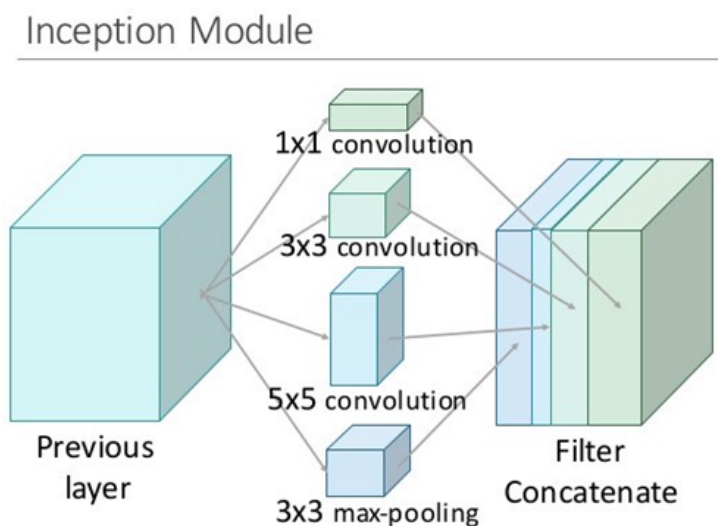 Inception Module
1x1 convolution
3x3 convolution
5x5 convolution
3x3 max-pooling
Previous
layer
Filter
Concatenate